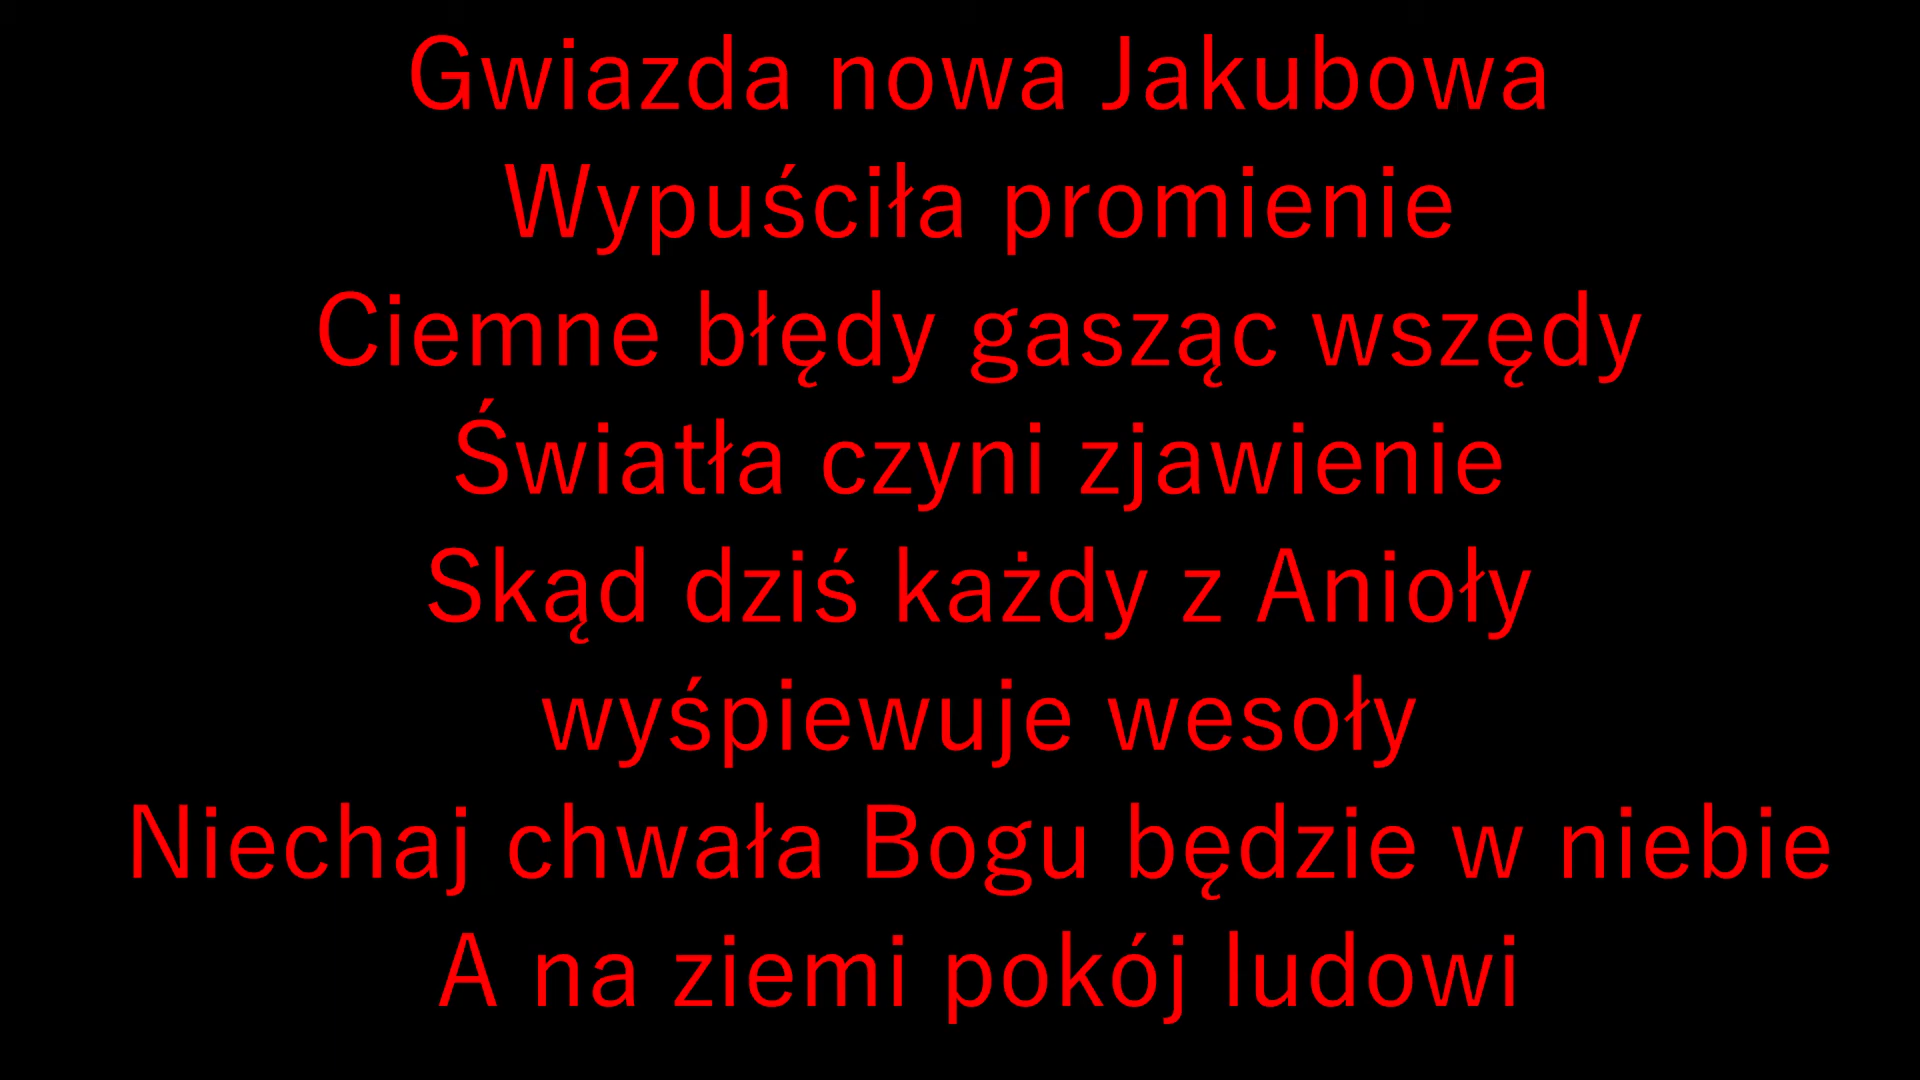 Gwiazda nowa Jakubowa
Wypuściła promienie
Ciemne błędy gasząc wszędy
Światła czyni zjawienie
Skąd dziś każdy z Anioły
wyśpiewuje wesoły
Niechaj chwała Bogu będzie w niebie
A na ziemi pokój ludowi